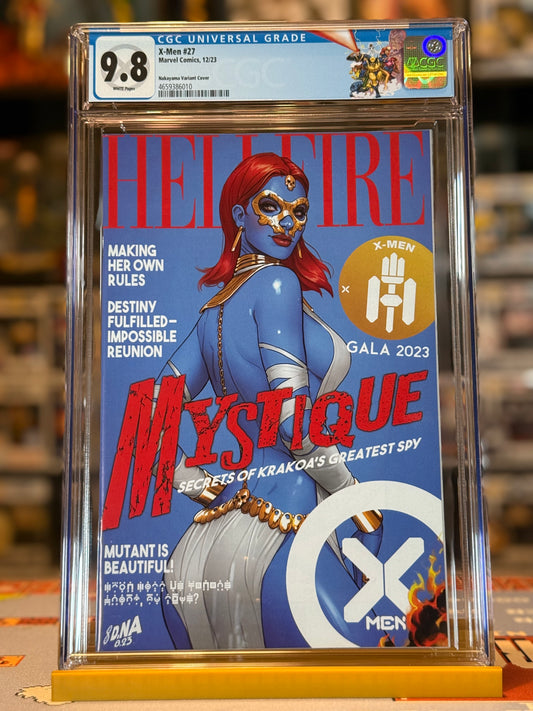 CGC UNIVERSAL GRADE
9.8
WHITE Pages
X-Men #27
Marvel Comics, 12/23
Nakayama Variant Cover
4659386010
CGC
HELLFIRE
MAKING
HER OWN
RULES
DESTINY
FULFILLED—
IMPOSSIBLE
REUNION
X-MEN
X
GALA 2023
MYSTIQUE
SECRETS OF KRAKOA'S GREATEST SPY
MUTANT IS
BEAUTIFUL!
X
MEN